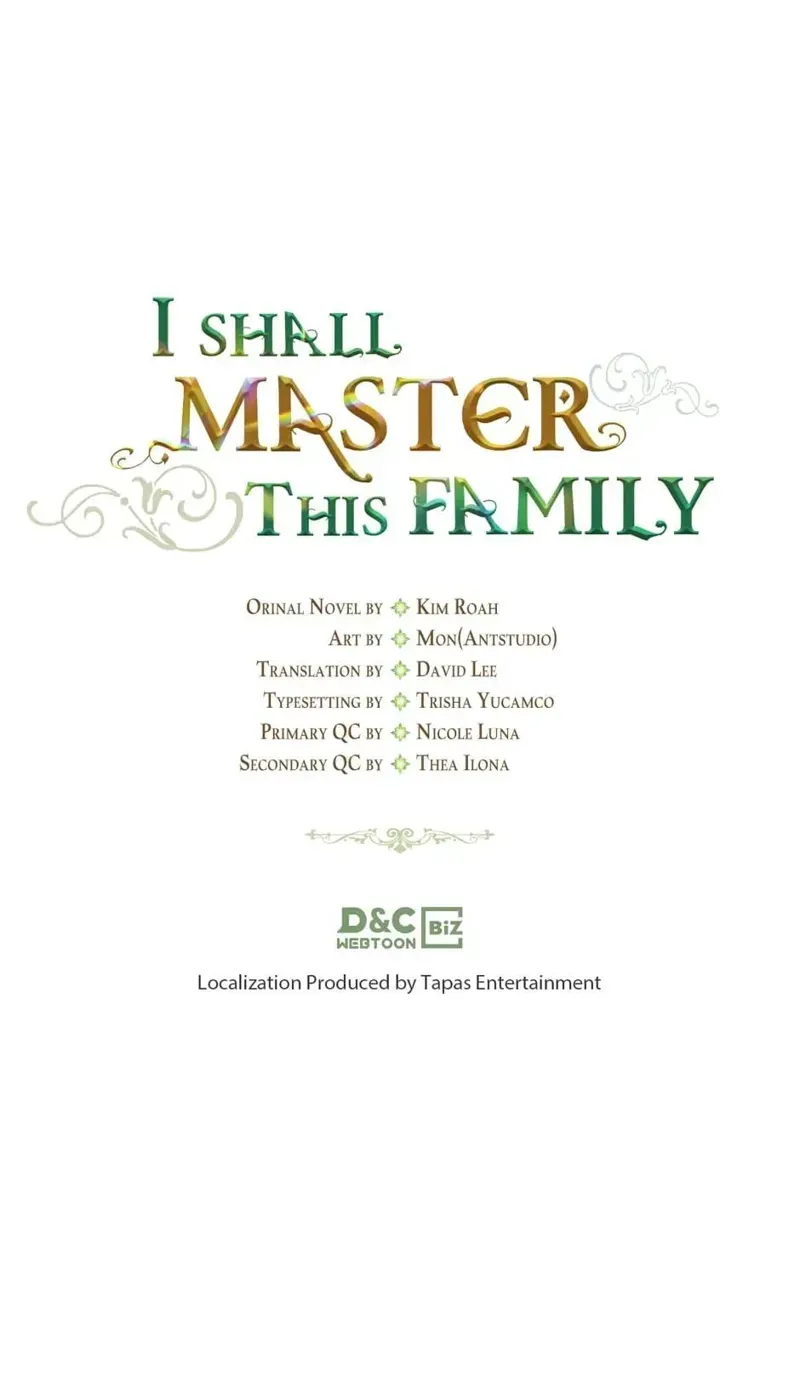 I SHALL
MASTER
THIS FAMILY
ORINAL NOVEL BY KIM ROAH
ART BY MON(ANTSTUDIO)
TRANSLATION BY DAVID LEE
TYPESETTING BY TRISHA YUCAMCO
PRIMARY QC BY NICOLE LUNA
SECONDARY QC BY THEA ILONA
D&C
WEBTOON BiZ
Localization Produced by Tapas Entertainment